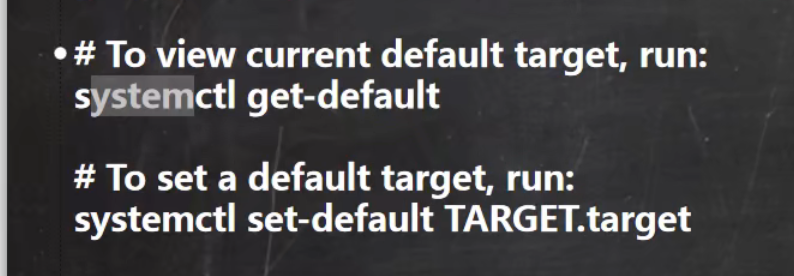 • # To view current default target, run:
systemctl get-default
# To set a default target, run:
systemctl set-default TARGET.target